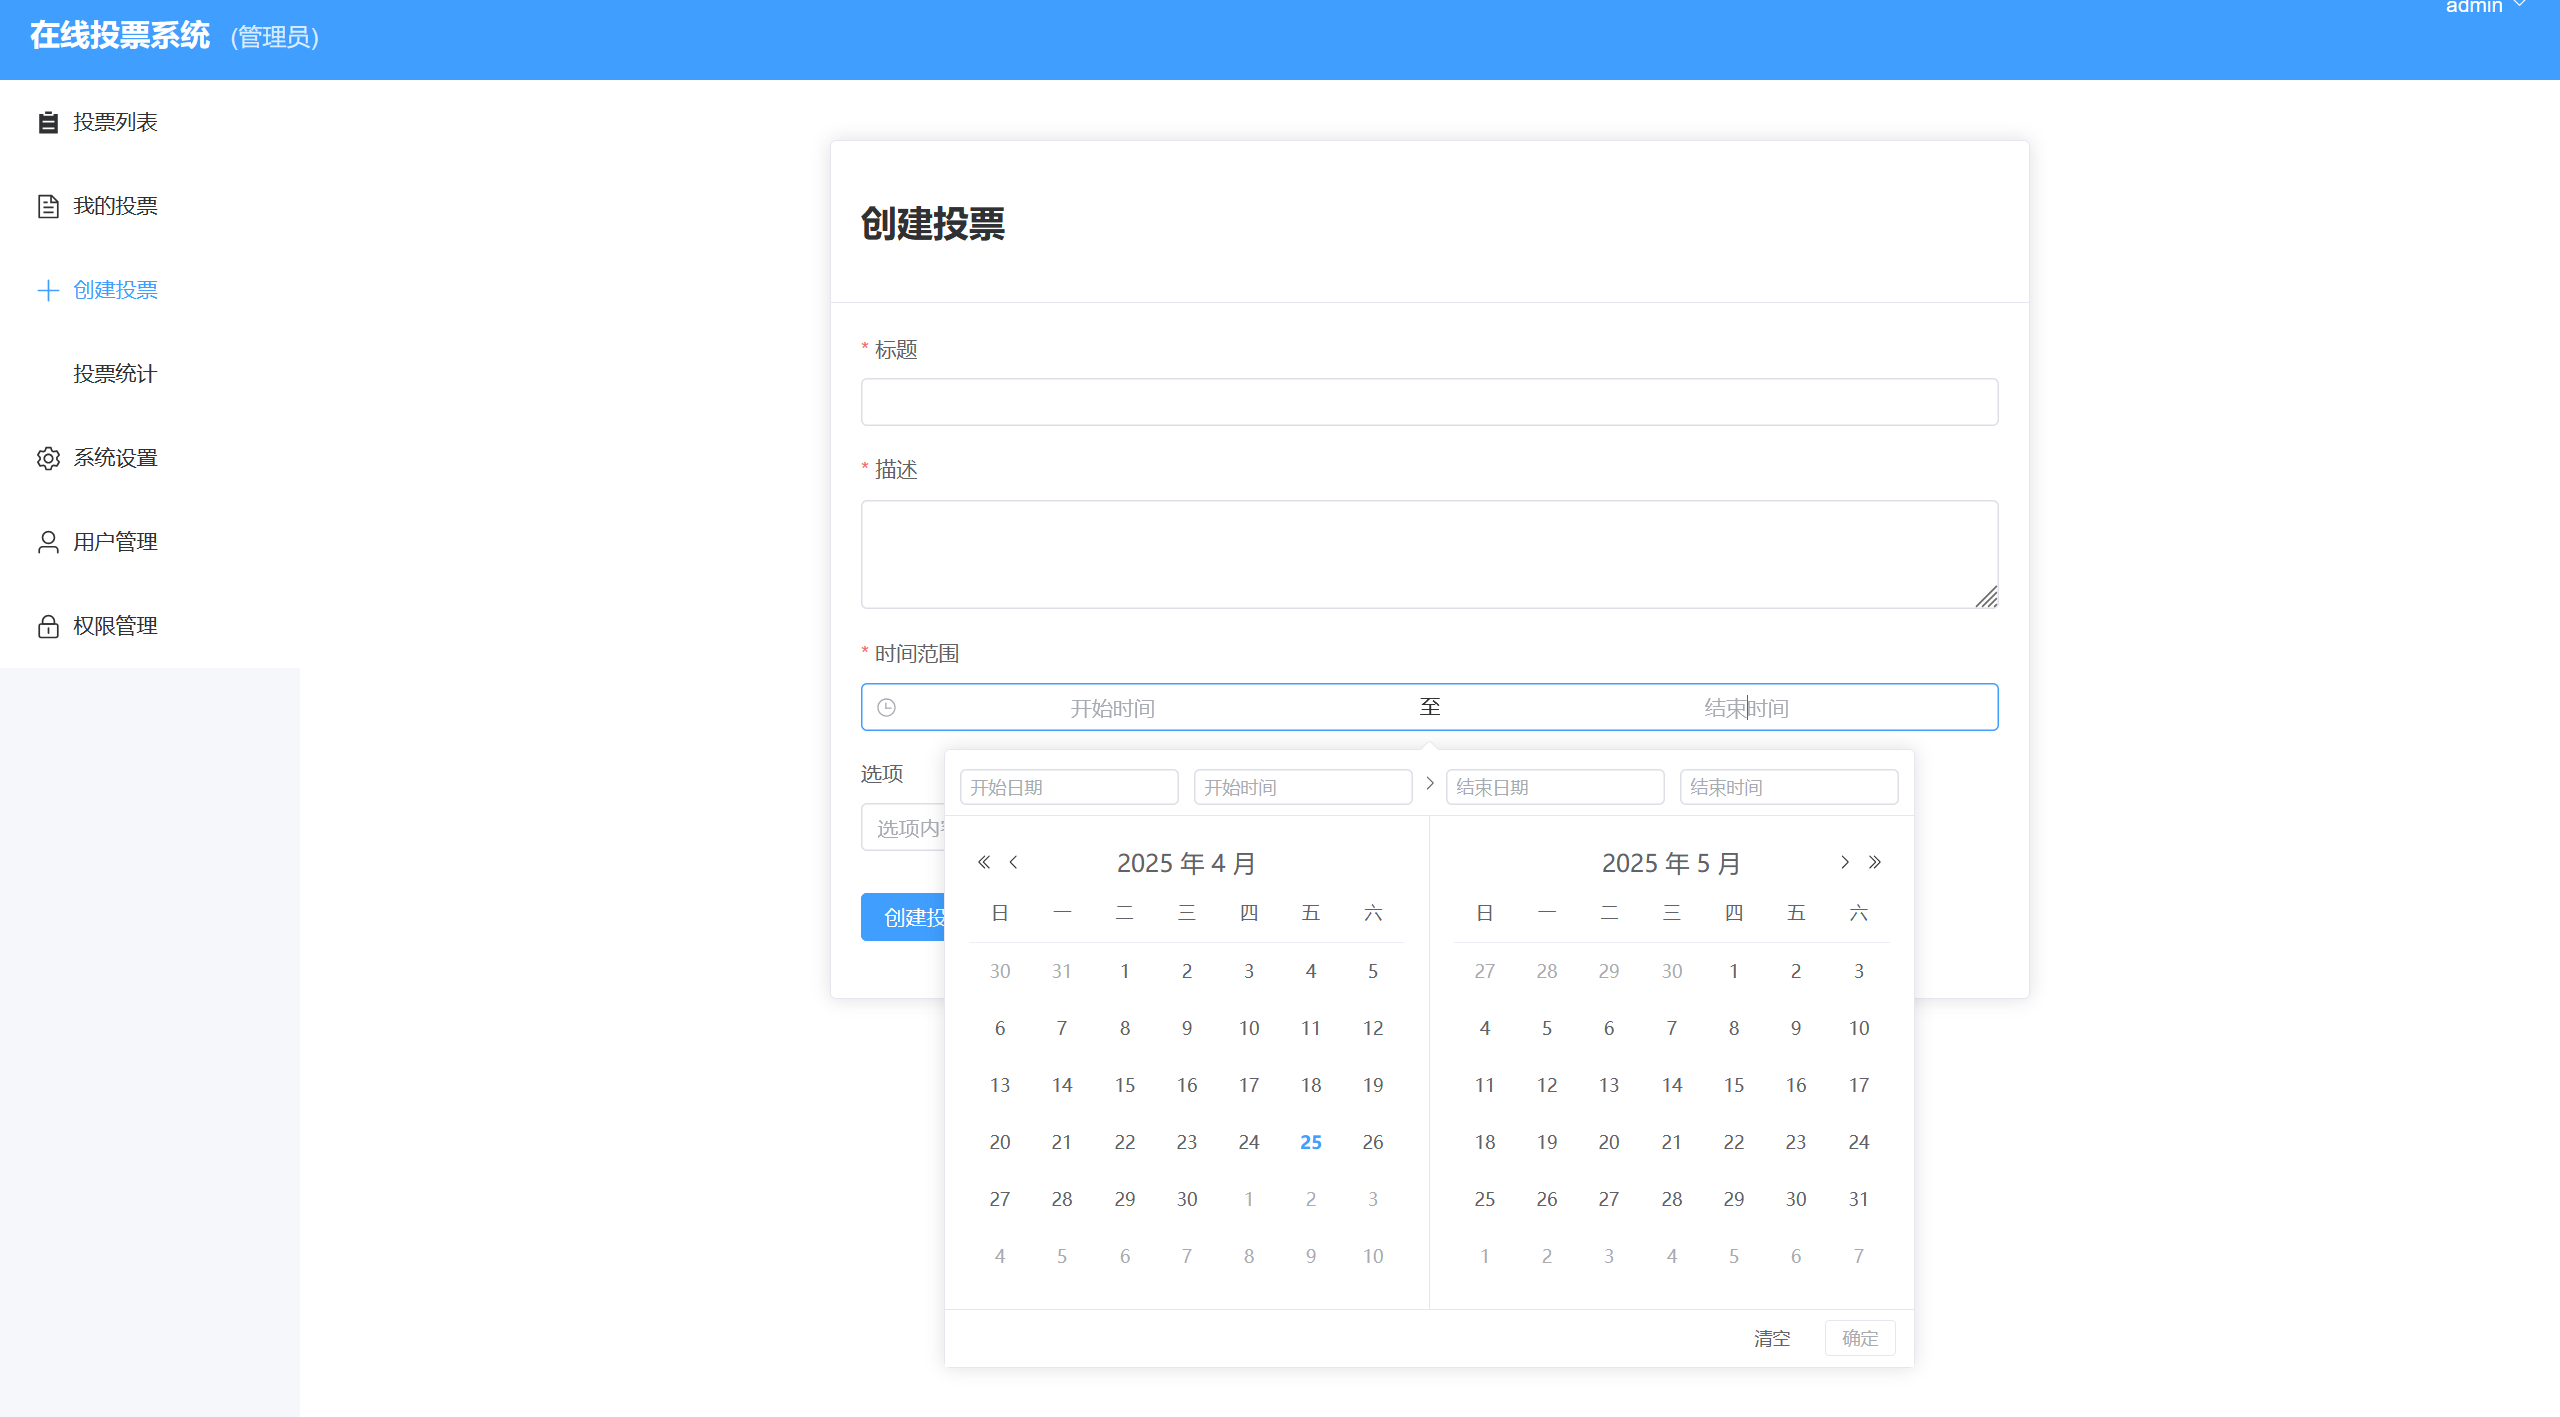 在线投票系统 (管理员)
admin
投票列表
我的投票
创建投票
投票统计
系统设置
用户管理
权限管理
创建投票
* 标题
* 描述
* 时间范围
开始时间 至 结束时间
选项
选项内
创建投
开始日期 开始时间 结束日期 结束时间
2025 年 4 月
日 一 二 三 四 五 六
30 31 1 2 3 4 5
6 7 8 9 10 11 12
13 14 15 16 17 18 19
20 21 22 23 24 25 26
27 28 29 30 1 2 3
4 5 6 7 8 9 10
2025 年 5 月
日 一 二 三 四 五 六
27 28 29 30 1 2 3
4 5 6 7 8 9 10
11 12 13 14 15 16 17
18 19 20 21 22 23 24
25 26 27 28 29 30 31
1 2 3 4 5 6 7
清空 确定